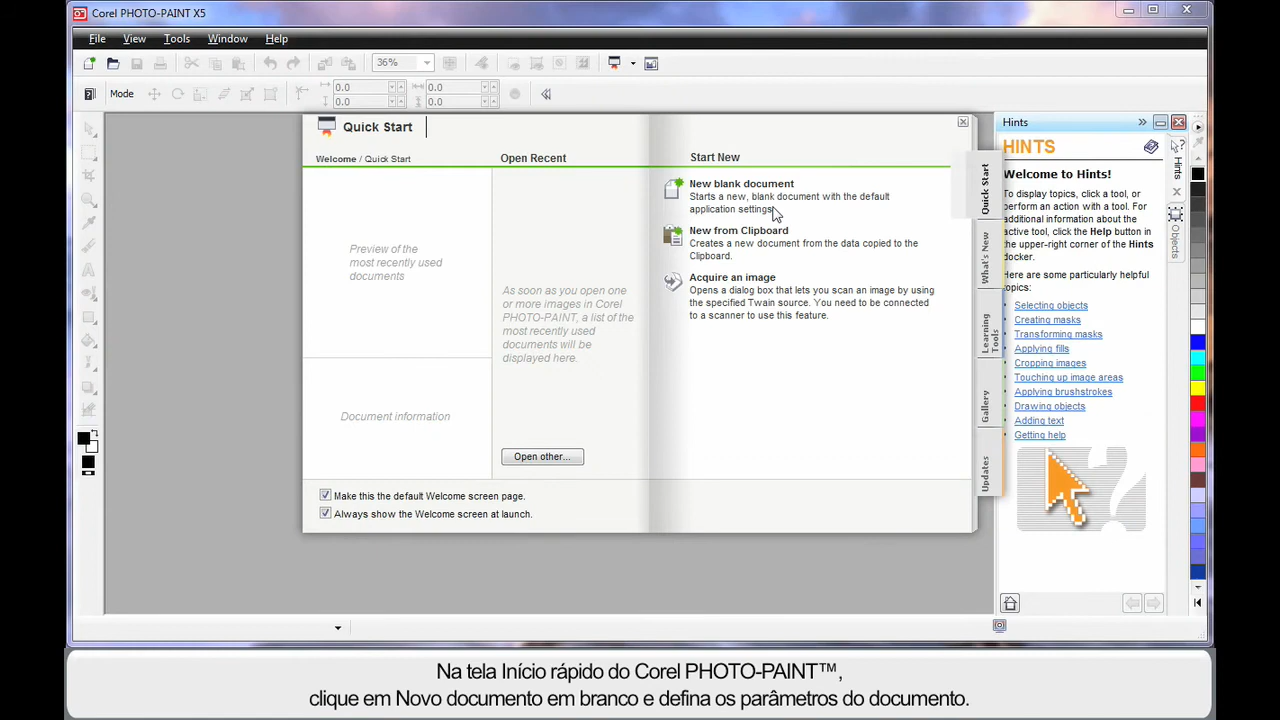 Corel PHOTO-PAINT X5
File View Tools Window Help
36%
Mode
0.0 0.0
0.0 0.0
Quick Start
Welcome / Quick Start
Open Recent
Start New
Preview of the
most recently used
documents
Document information
As soon as you open
one or more images in Corel
PHOTO-PAINT, a list of the
most recently used
documents will be
displayed here.
Open other...
New blank document
Starts a new, blank document with the default
application settings.
New from Clipboard
Creates a new document from the data copied to the
Clipboard.
Acquire an image
Opens a dialog box that lets you scan an image by using
the specified Twain source. You need to be connected
to a scanner to use this feature.
Make this the default Welcome screen page.
Always show the Welcome screen at launch.
Quick Start
What's New
Learning
Tools
Gallery
Updates
Hints
HINTS
Welcome to Hints!
To display topics, click a tool, or
perform an action with a tool. For
additional information about the
active tool, click the Help button in
the upper-right corner of the Hints
docker.
Here are some particularly helpful
topics:
Selecting objects
Creating masks
Transforming masks
Applying fills
Cropping images
Touching up image areas
Applying brushstrokes
Drawing objects
Adding text
Getting help
Hints
Objects
Na tela Início rápido do Corel PHOTO-PAINT™,
clique em Novo documento em branco e defina os parâmetros do documento.